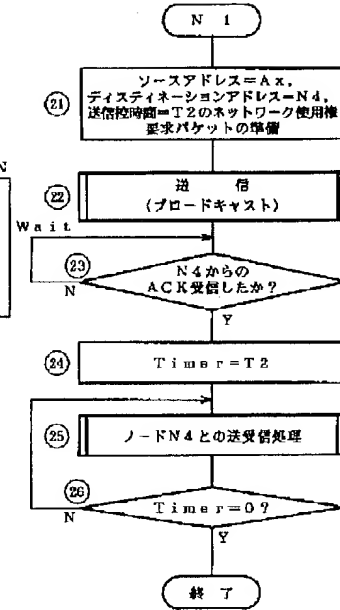 N 1
21
ソースアドレス=Ax,
ディスティネーションアドレス=N4,
送信控時間=T2のネットワーク使用権
要求パケットの準備
22
送 信
(ブロードキャスト)
N
Wait
23
N4からの
ACK受信したか?
N
Y
24
Timer=T2
25
ノードN4との送受信処理
26
Timer=0?
N
Y
終 了